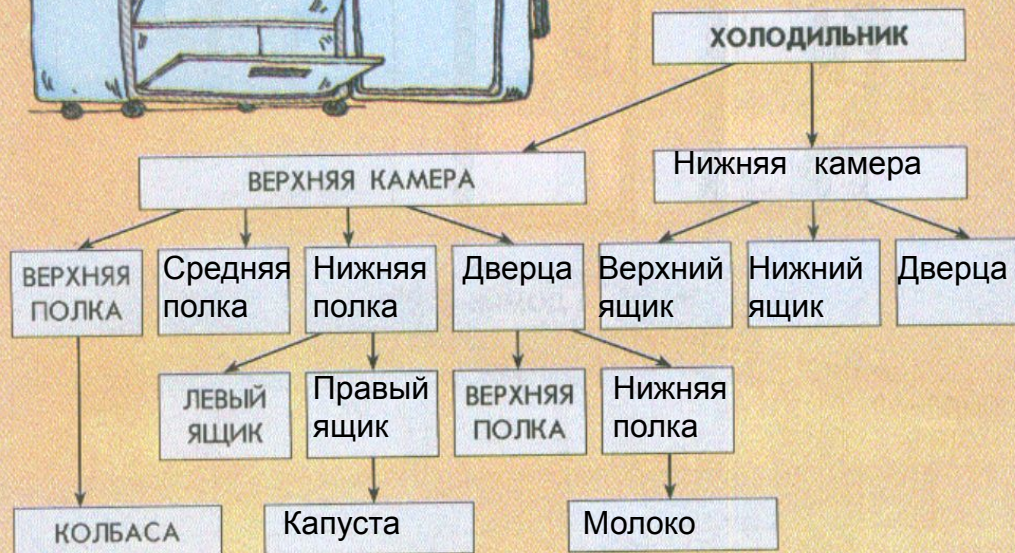 ХОЛОДИЛЬНИК
ВЕРХНЯЯ КАМЕРА
Нижняя камера
ВЕРХНЯЯ
ПОЛКА
Средняя
полка
Нижняя
полка
Дверца
Верхний
ящик
Нижний
ящик
Дверца
ЛЕВЫЙ
ЯЩИК
Правый
ящик
ВЕРХНЯЯ
ПОЛКА
Нижняя
полка
КОЛБАСА
Капуста
Молоко